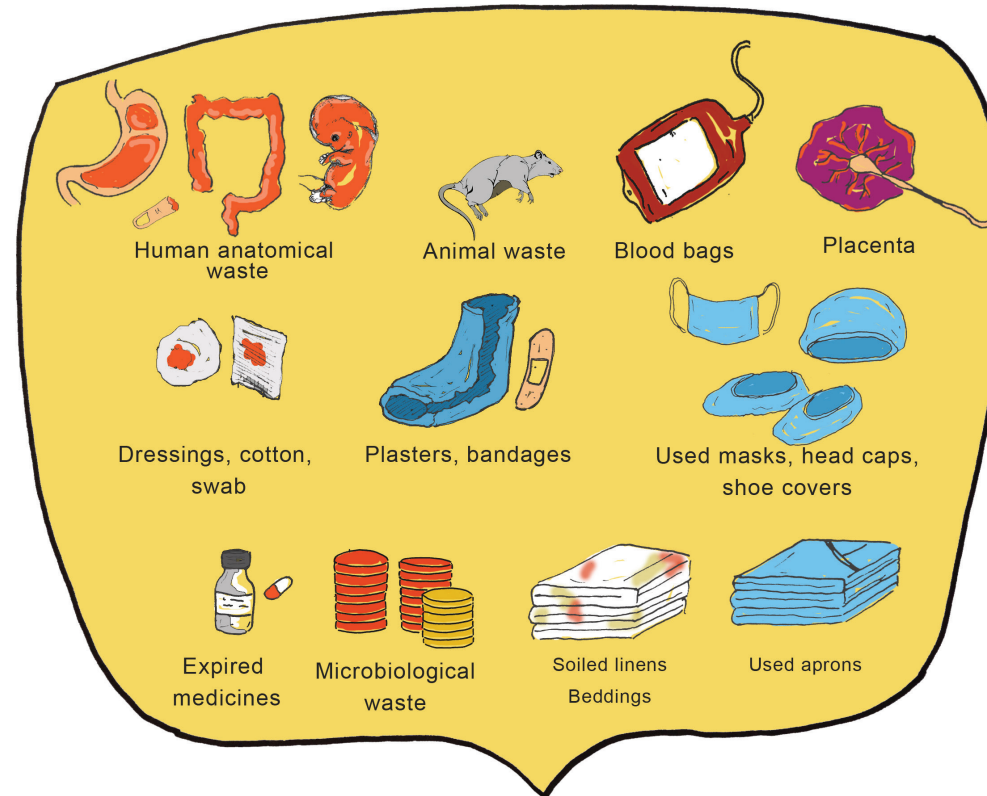 Human anatomical
waste
Animal waste
Blood bags
Placenta
Dressings, cotton,
swab
Plasters, bandages
Used masks, head caps,
shoe covers
Expired
medicines
Microbiological
waste
Soiled linens
Beddings
Used aprons